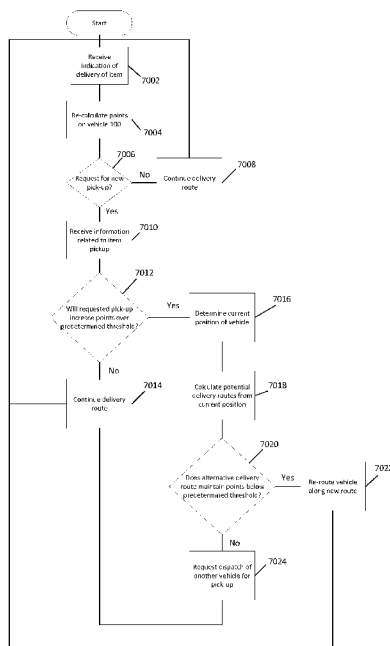 Start
Receive
indication of
delivery of item
7002
Re-calculate points
on vehicle 100
7004
7006
Request for new
pick-up?
No
Continue delivery
route
7008
Yes
Receive information
related to item
pickup
7010
7012
Will requested pick-up
increase points over
predetermined threshold?
Yes
Determine current
position of vehicle
7016
No
Continue delivery
route
7014
Calculate potential
delivery routes from
current position
7018
7020
Does alternative delivery
route maintain points below
predetermined threshold?
Yes
Re-route vehicle
along new route
7022
No
Request dispatch of
another vehicle for
pick-up
7024